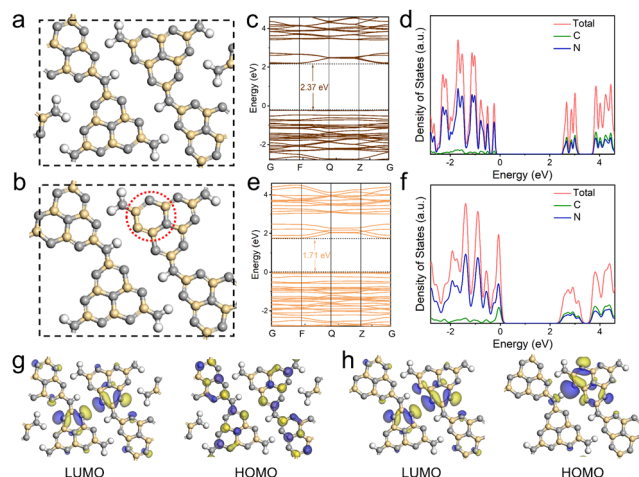 a
c
4
2
0
-2
Energy (eV)
2.37 eV
G F Q Z G
d
Density of States (a.u.)
Total
C
N
-2 0 2 4
Energy (eV)
b
e
4
2
0
-2
Energy (eV)
1.71 eV
G F Q Z G
f
Density of States (a.u.)
Total
C
N
-2 0 2 4
Energy (eV)
g
h
LUMO HOMO LUMO HOMO